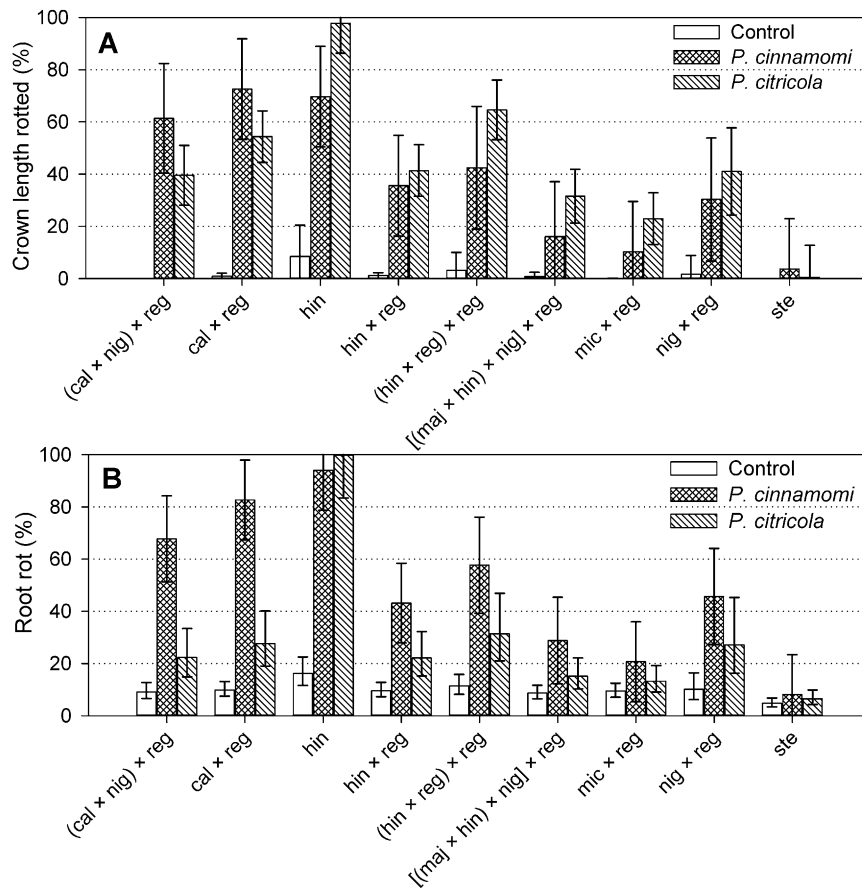 A
Crown length rotted (%)
100
80
60
40
20
0
Control
P. cinnamomi
P. citricola
(cal × nig) × reg
cal × reg
hin
hin × reg
(hin × reg) × reg
[(maj × hin) × nig] × reg
mic × reg
nig × reg
ste
B
Root rot (%)
100
80
60
40
20
0
Control
P. cinnamomi
P. citricola
(cal × nig) × reg
cal × reg
hin
hin × reg
(hin × reg) × reg
[(maj × hin) × nig] × reg
mic × reg
nig × reg
ste